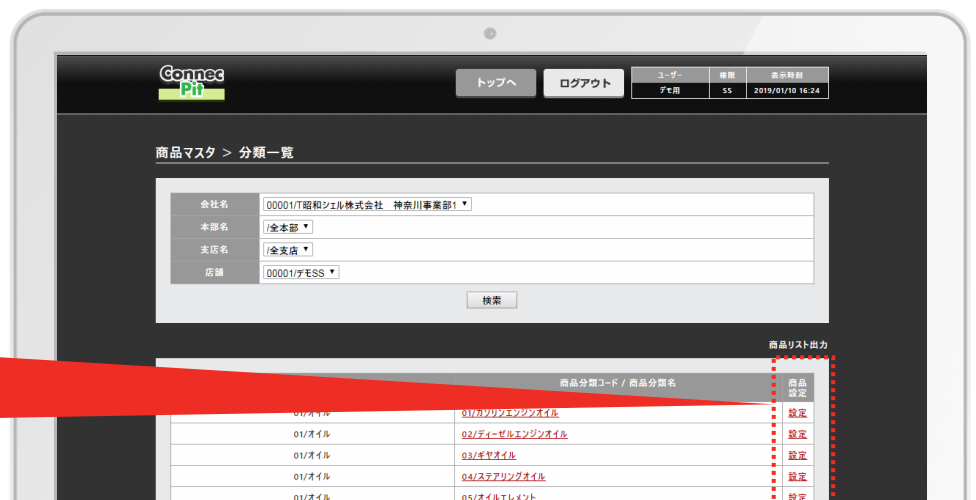 Connec
Pit
トップへ
ログアウト
ユーザー 権限 表示時刻
デモ用 SS 2019/01/10 16:24
商品マスタ > 分類一覧
会社名 00001/T昭和シェル株式会社 神奈川事業部1
本部名 /全本部
支店名 /全支店
店舗 00001/デモSS
検索
商品リスト出力
商品分類コード / 商品分類名 商品
設定
01/オイル 01/ガソリンエンジンオイル 設定
01/オイル 02/ディーゼルエンジンオイル 設定
01/オイル 03/ギヤオイル 設定
01/オイル 04/ステアリングオイル 設定
01/オイル 05/オイルエレメント 設定